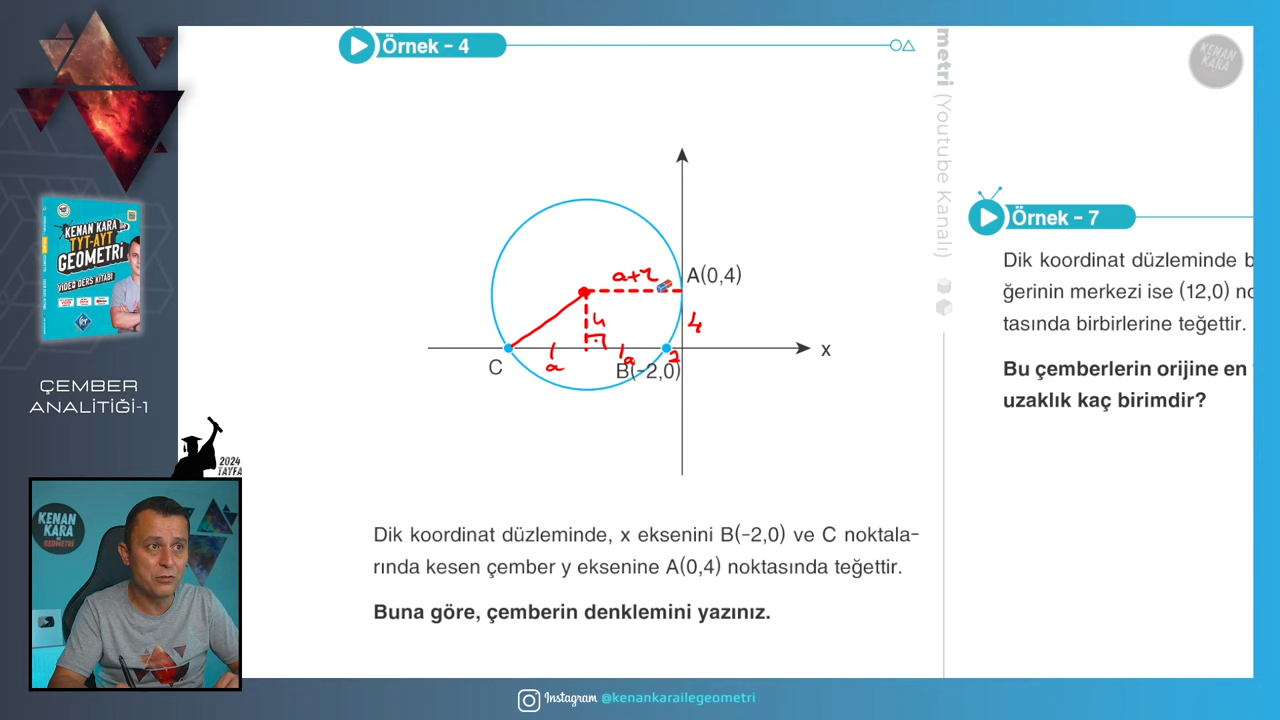 Örnek - 4
KENAN
KARA
metri (Youtube Kanalı)
KENAN KARA
TYT-AYT
GEOMETRİ
VİDEO DERS KİTABI
ÇEMBER
ANALİTİĞİ-1
2024
TAYFA
KENAN
KARA
ile
GEOMETRİ
a+2
A(0,4)
4
4
x
C
a
a
2
B(-2,0)
Dik koordinat düzleminde, x eksenini B(-2,0) ve C noktala-
rında kesen çember y eksenine A(0,4) noktasında teğettir.
Buna göre, çemberin denklemini yazınız.
Örnek - 7
Dik koordinat düzleminde b
ğerinin merkezi ise (12,0) no
tasında birbirlerine teğettir.
Bu çemberlerin orijine en
uzaklık kaç birimdir?
Instagram @kenankarailegeometri